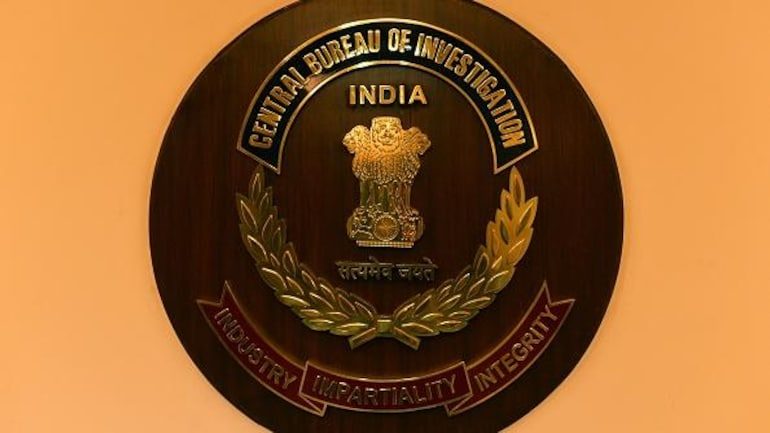 CENTRAL BUREAU OF INVESTIGATION
INDIA
सत्यमेव जयते
INDUSTRY
IMPARTIALITY
INTEGRITY